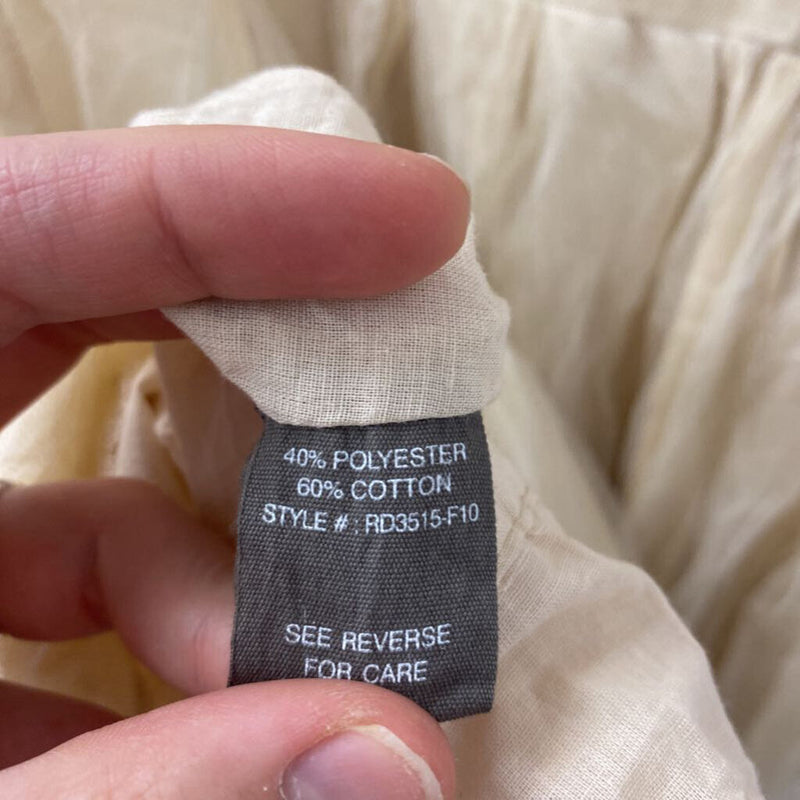 40% POLYESTER
60% COTTON
STYLE # : RD3515-F10
SEE REVERSE
FOR CARE